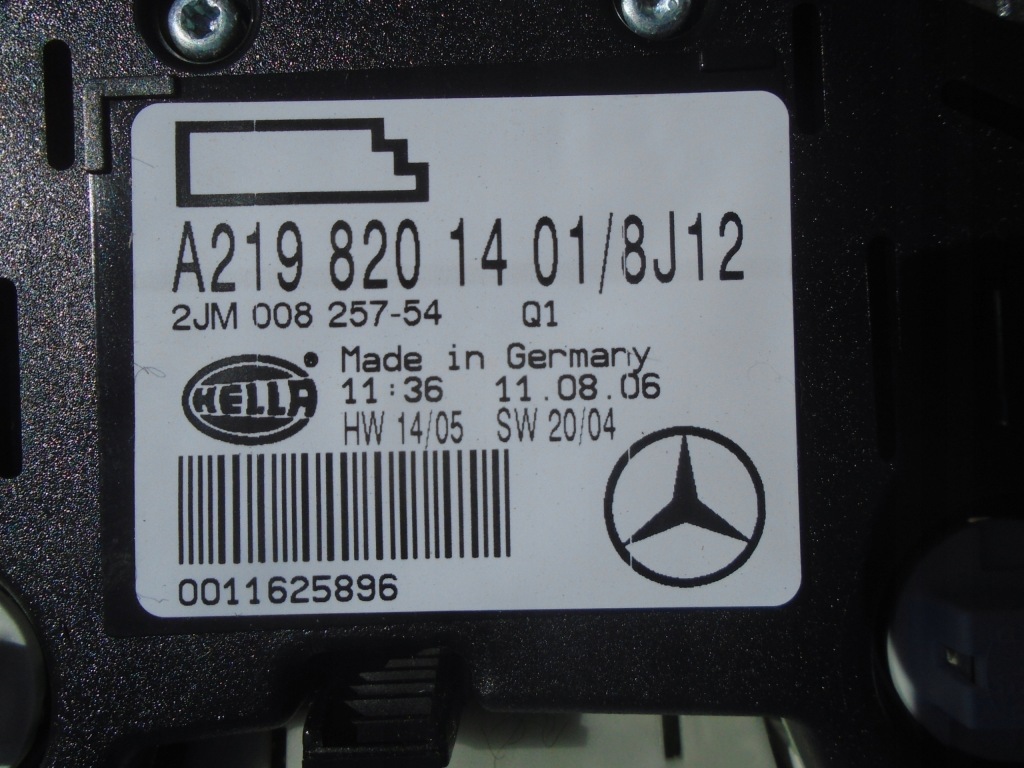 A219 820 14 01/8J12
2JM 008 257-54 Q1
HELLA
Made in Germany
11:36 11.08.06
HW 14/05 SW 20/04
0011625896